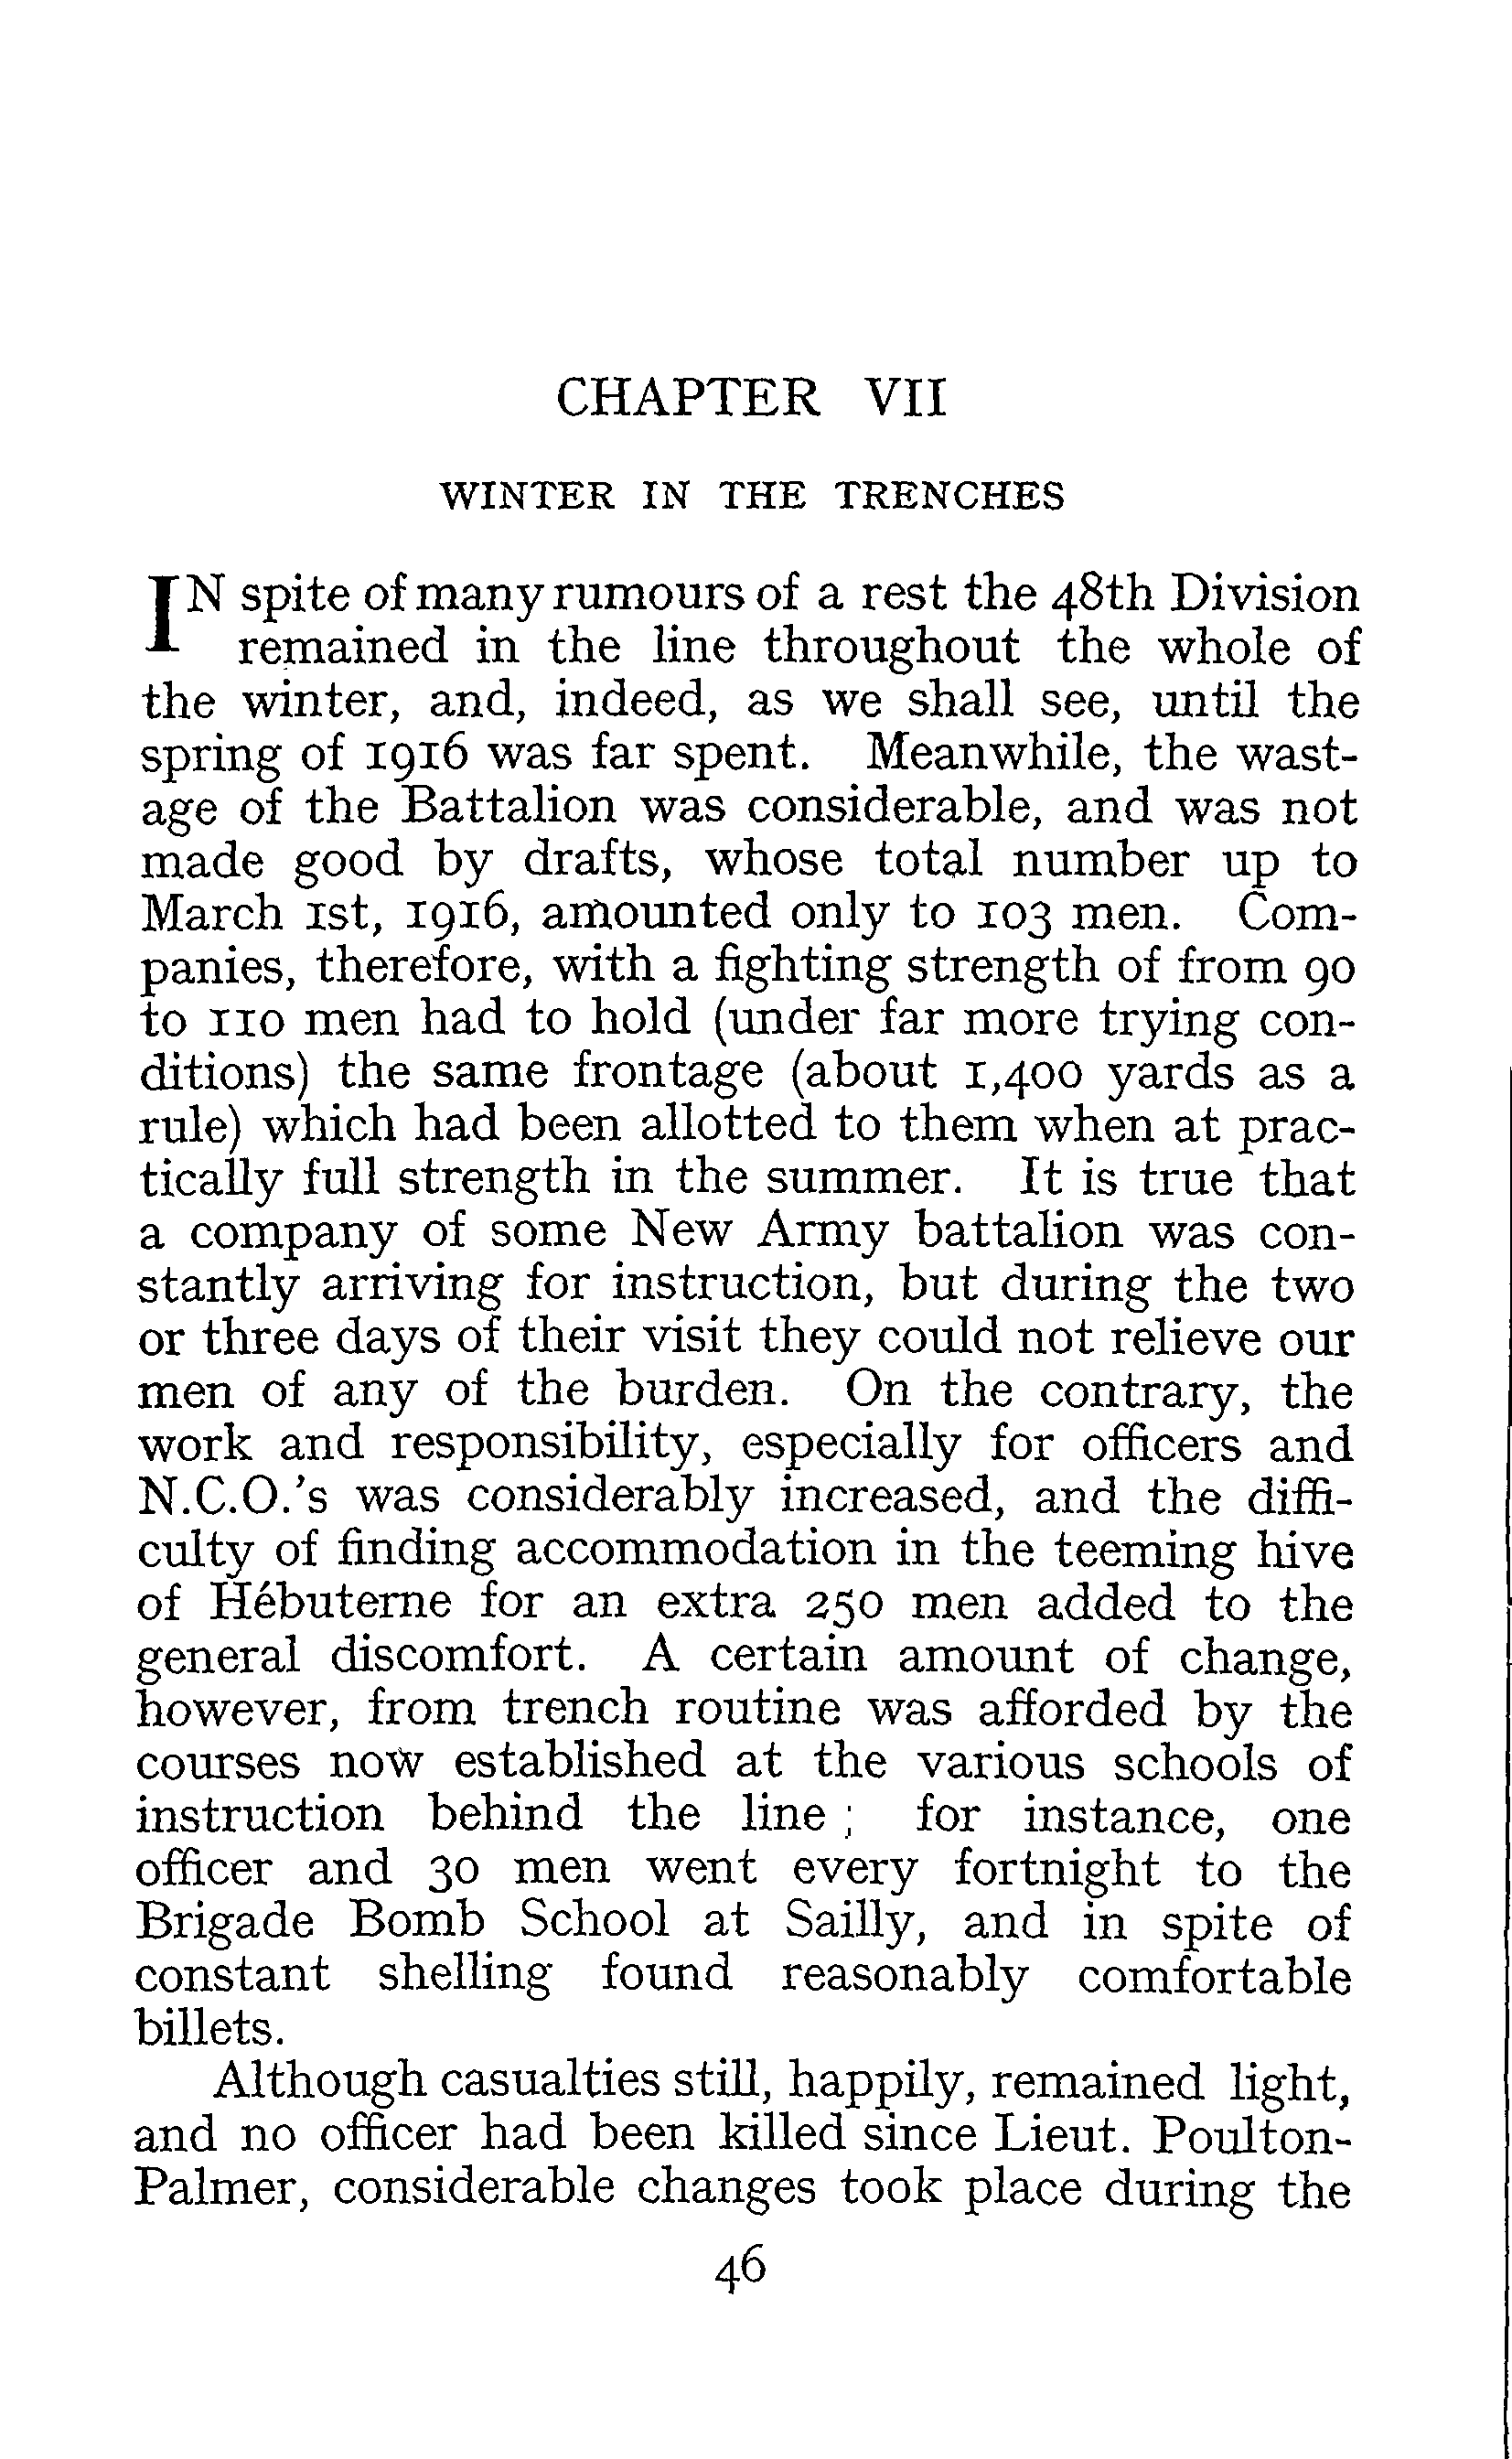 CHAPTER VII
WINTER IN THE TRENCHES
IN spite of many rumours of a rest the 48th Division
remained in the line throughout the whole of
the winter, and, indeed, as we shall see, until the
spring of 1916 was far spent. Meanwhile, the wast-
age of the Battalion was considerable, and was not
made good by drafts, whose total number up to
March 1st, 1916, amounted only to 103 men. Com-
panies, therefore, with a fighting strength of from 90
to 110 men had to hold (under far more trying con-
ditions) the same frontage (about 1,400 yards as a
rule) which had been allotted to them when at prac-
tically full strength in the summer. It is true that
a company of some New Army battalion was con-
stantly arriving for instruction, but during the two
or three days of their visit they could not relieve our
men of any of the burden. On the contrary, the
work and responsibility, especially for officers and
N.C.O.'s was considerably increased, and the diffi-
culty of finding accommodation in the teeming hive
of Hébuterne for an extra 250 men added to the
general discomfort. A certain amount of change,
however, from trench routine was afforded by the
courses now established at the various schools of
instruction behind the line; for instance, one
officer and 30 men went every fortnight to the
Brigade Bomb School at Sailly, and in spite of
constant shelling found reasonably comfortable
billets.
Although casualties still, happily, remained light,
and no officer had been killed since Lieut. Poulton-
Palmer, considerable changes took place during the
46